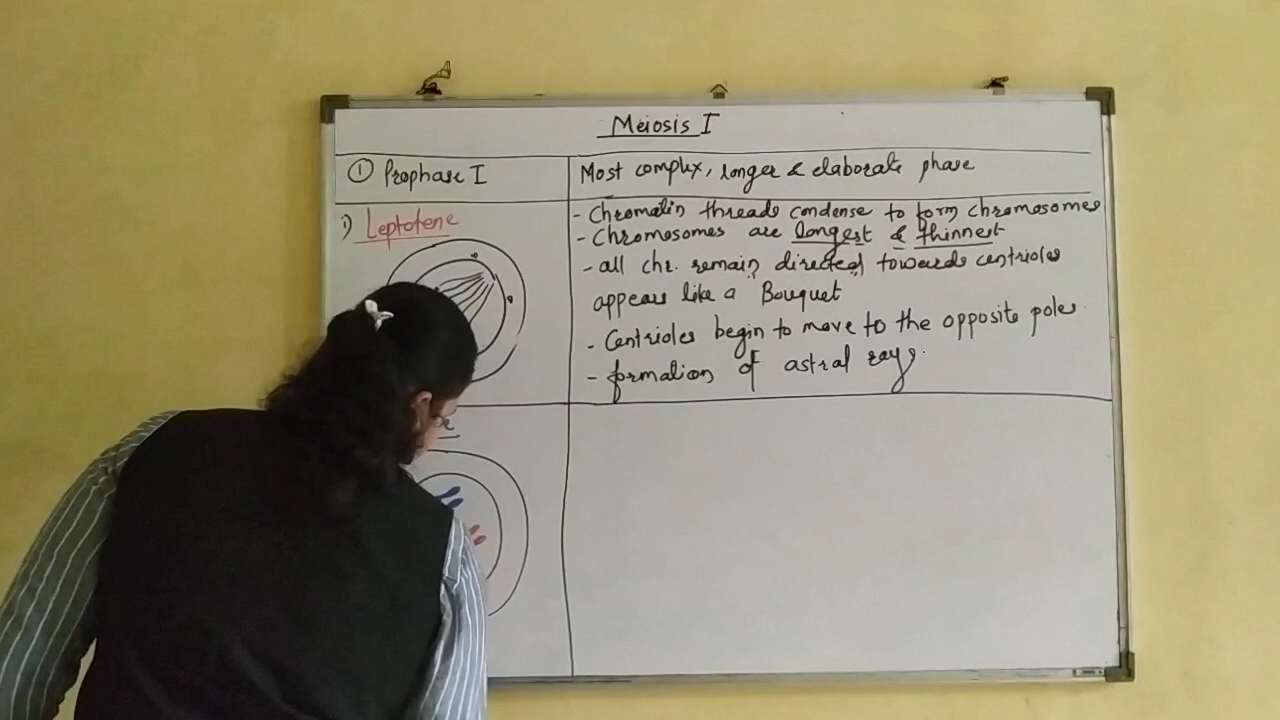 Meiosis I
① Prophase I
Most complex, longer & elaborate phase
i) Leptotene
- Chromatin threads condense to form chromosomes
- Chromosomes are longest & thinnest
- all chr. remain directed towards centrioles
appears like a "Bouquet"
- Centrioles begin to move to the opposite poles
- formation of astral rays.